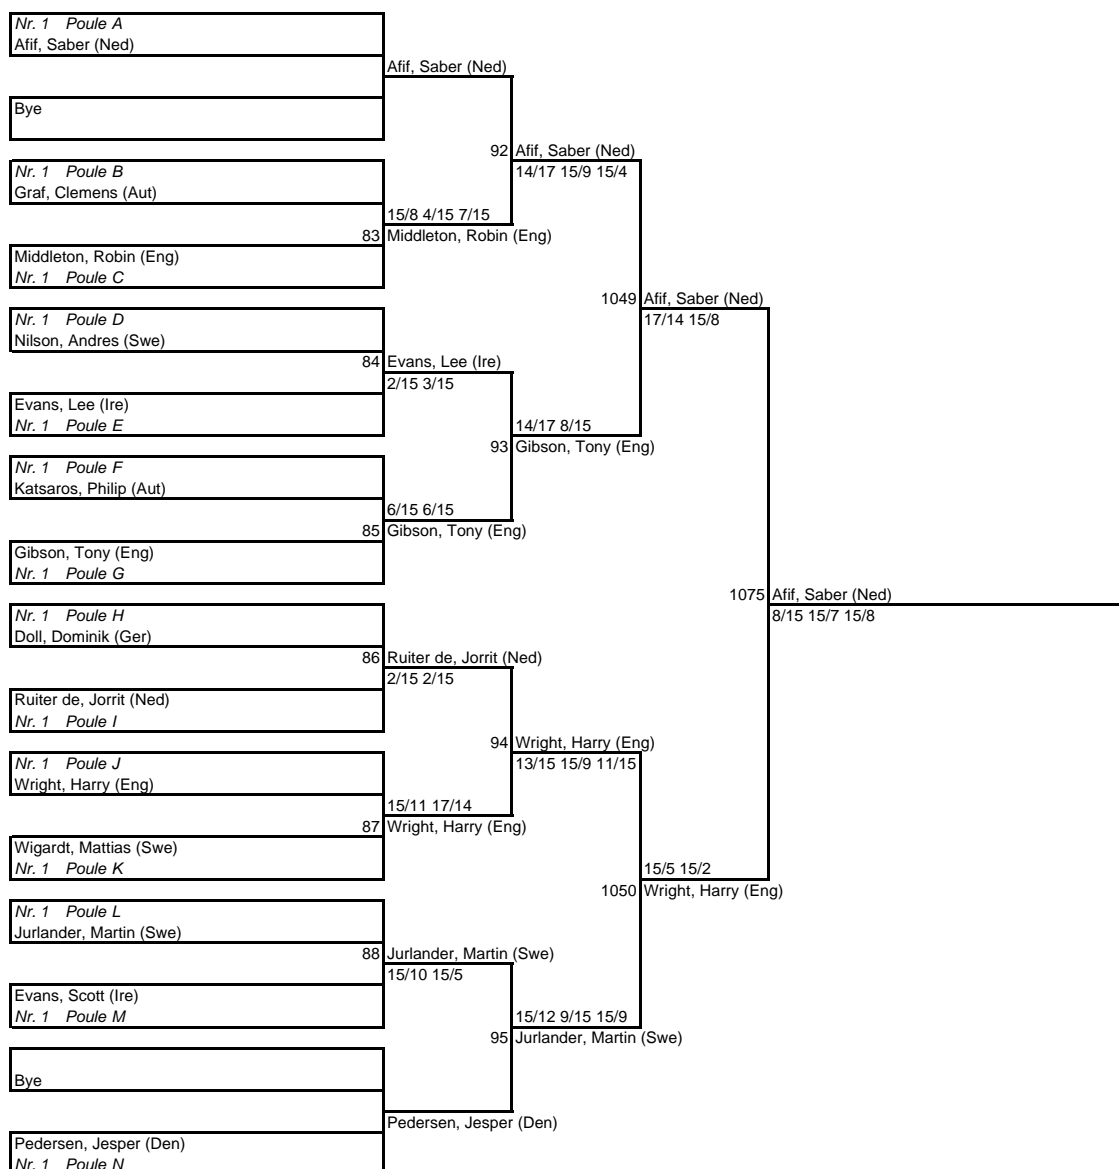 Nr. 1 Poule A
Afif, Saber (Ned)
Afif, Saber (Ned)
Bye
92 Afif, Saber (Ned)
Nr. 1 Poule B
14/17 15/9 15/4
Graf, Clemens (Aut)
15/8 4/15 7/15
83 Middleton, Robin (Eng)
Middleton, Robin (Eng)
Nr. 1 Poule C
1049 Afif, Saber (Ned)
Nr. 1 Poule D
17/14 15/8
Nilson, Andres (Swe)
84 Evans, Lee (Ire)
2/15 3/15
Evans, Lee (Ire)
Nr. 1 Poule E
14/17 8/15
93 Gibson, Tony (Eng)
Nr. 1 Poule F
Katsaros, Philip (Aut)
6/15 6/15
85 Gibson, Tony (Eng)
Gibson, Tony (Eng)
Nr. 1 Poule G
1075 Afif, Saber (Ned)
Nr. 1 Poule H
8/15 15/7 15/8
Doll, Dominik (Ger)
86 Ruiter de, Jorrit (Ned)
2/15 2/15
Ruiter de, Jorrit (Ned)
Nr. 1 Poule I
94 Wright, Harry (Eng)
Nr. 1 Poule J
13/15 15/9 11/15
Wright, Harry (Eng)
15/11 17/14
87 Wright, Harry (Eng)
Wigardt, Mattias (Swe)
Nr. 1 Poule K
15/5 15/2
1050 Wright, Harry (Eng)
Nr. 1 Poule L
Jurlander, Martin (Swe)
88 Jurlander, Martin (Swe)
15/10 15/5
Evans, Scott (Ire)
Nr. 1 Poule M
15/12 9/15 15/9
95 Jurlander, Martin (Swe)
Bye
Pedersen, Jesper (Den)
Pedersen, Jesper (Den)
Nr. 1 Poule N